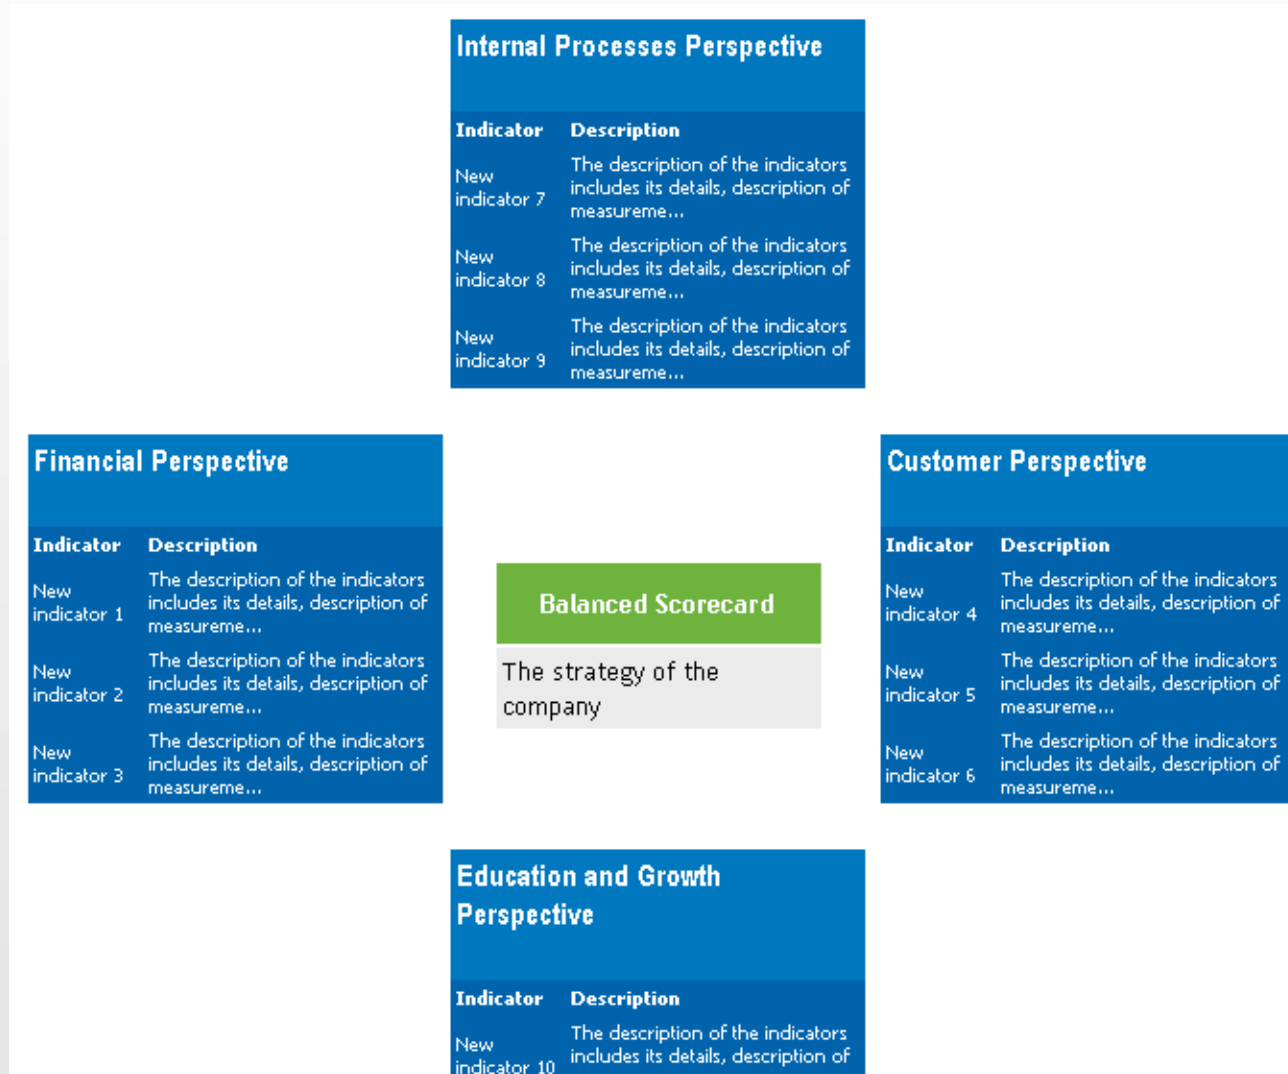 Internal Processes Perspective
Indicator Description
New
indicator 7
The description of the indicators
includes its details, description of
measureme...
New
indicator 8
The description of the indicators
includes its details, description of
measureme...
New
indicator 9
The description of the indicators
includes its details, description of
measureme...
Financial Perspective
Indicator Description
New
indicator 1
The description of the indicators
includes its details, description of
measureme...
New
indicator 2
The description of the indicators
includes its details, description of
measureme...
New
indicator 3
The description of the indicators
includes its details, description of
measureme...
Balanced Scorecard
The strategy of the
company
Customer Perspective
Indicator Description
New
indicator 4
The description of the indicators
includes its details, description of
measureme...
New
indicator 5
The description of the indicators
includes its details, description of
measureme...
New
indicator 6
The description of the indicators
includes its details, description of
measureme...
Education and Growth
Perspective
Indicator Description
New
indicator 10
The description of the indicators
includes its details, description of